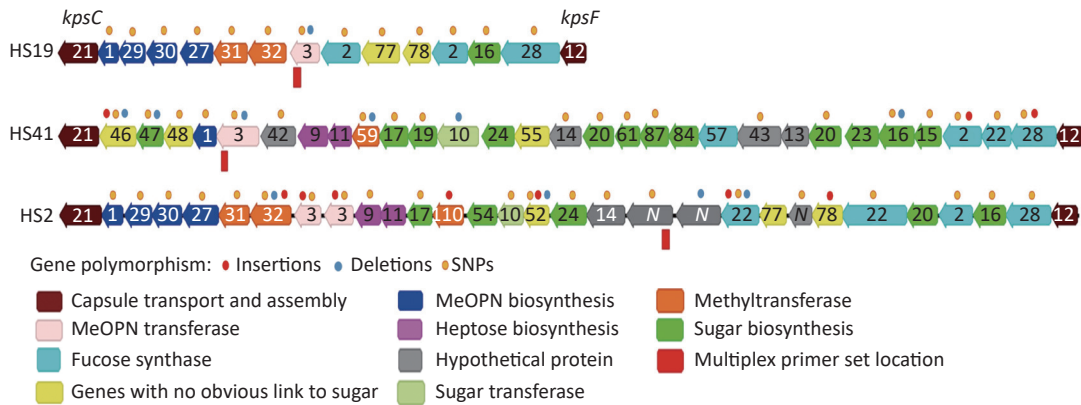 kpsC kpsF
HS19 21 1 29 30 27 31 32 3 2 77 78 2 16 28 12
HS41 21 46 47 48 1 3 42 9 11 59 17 19 10 24 55 14 20 61 87 84 57 43 13 20 23 16 15 2 22 28 12
HS2 21 1 29 30 27 31 32 3 3 9 11 17 110 54 10 52 24 14 N N 22 77 N 78 22 20 2 16 28 12
Gene polymorphism: Insertions Deletions SNPs
Capsule transport and assembly MeOPN biosynthesis Methyltransferase
MeOPN transferase Heptose biosynthesis Sugar biosynthesis
Fucose synthase Hypothetical protein Multiplex primer set location
Genes with no obvious link to sugar Sugar transferase